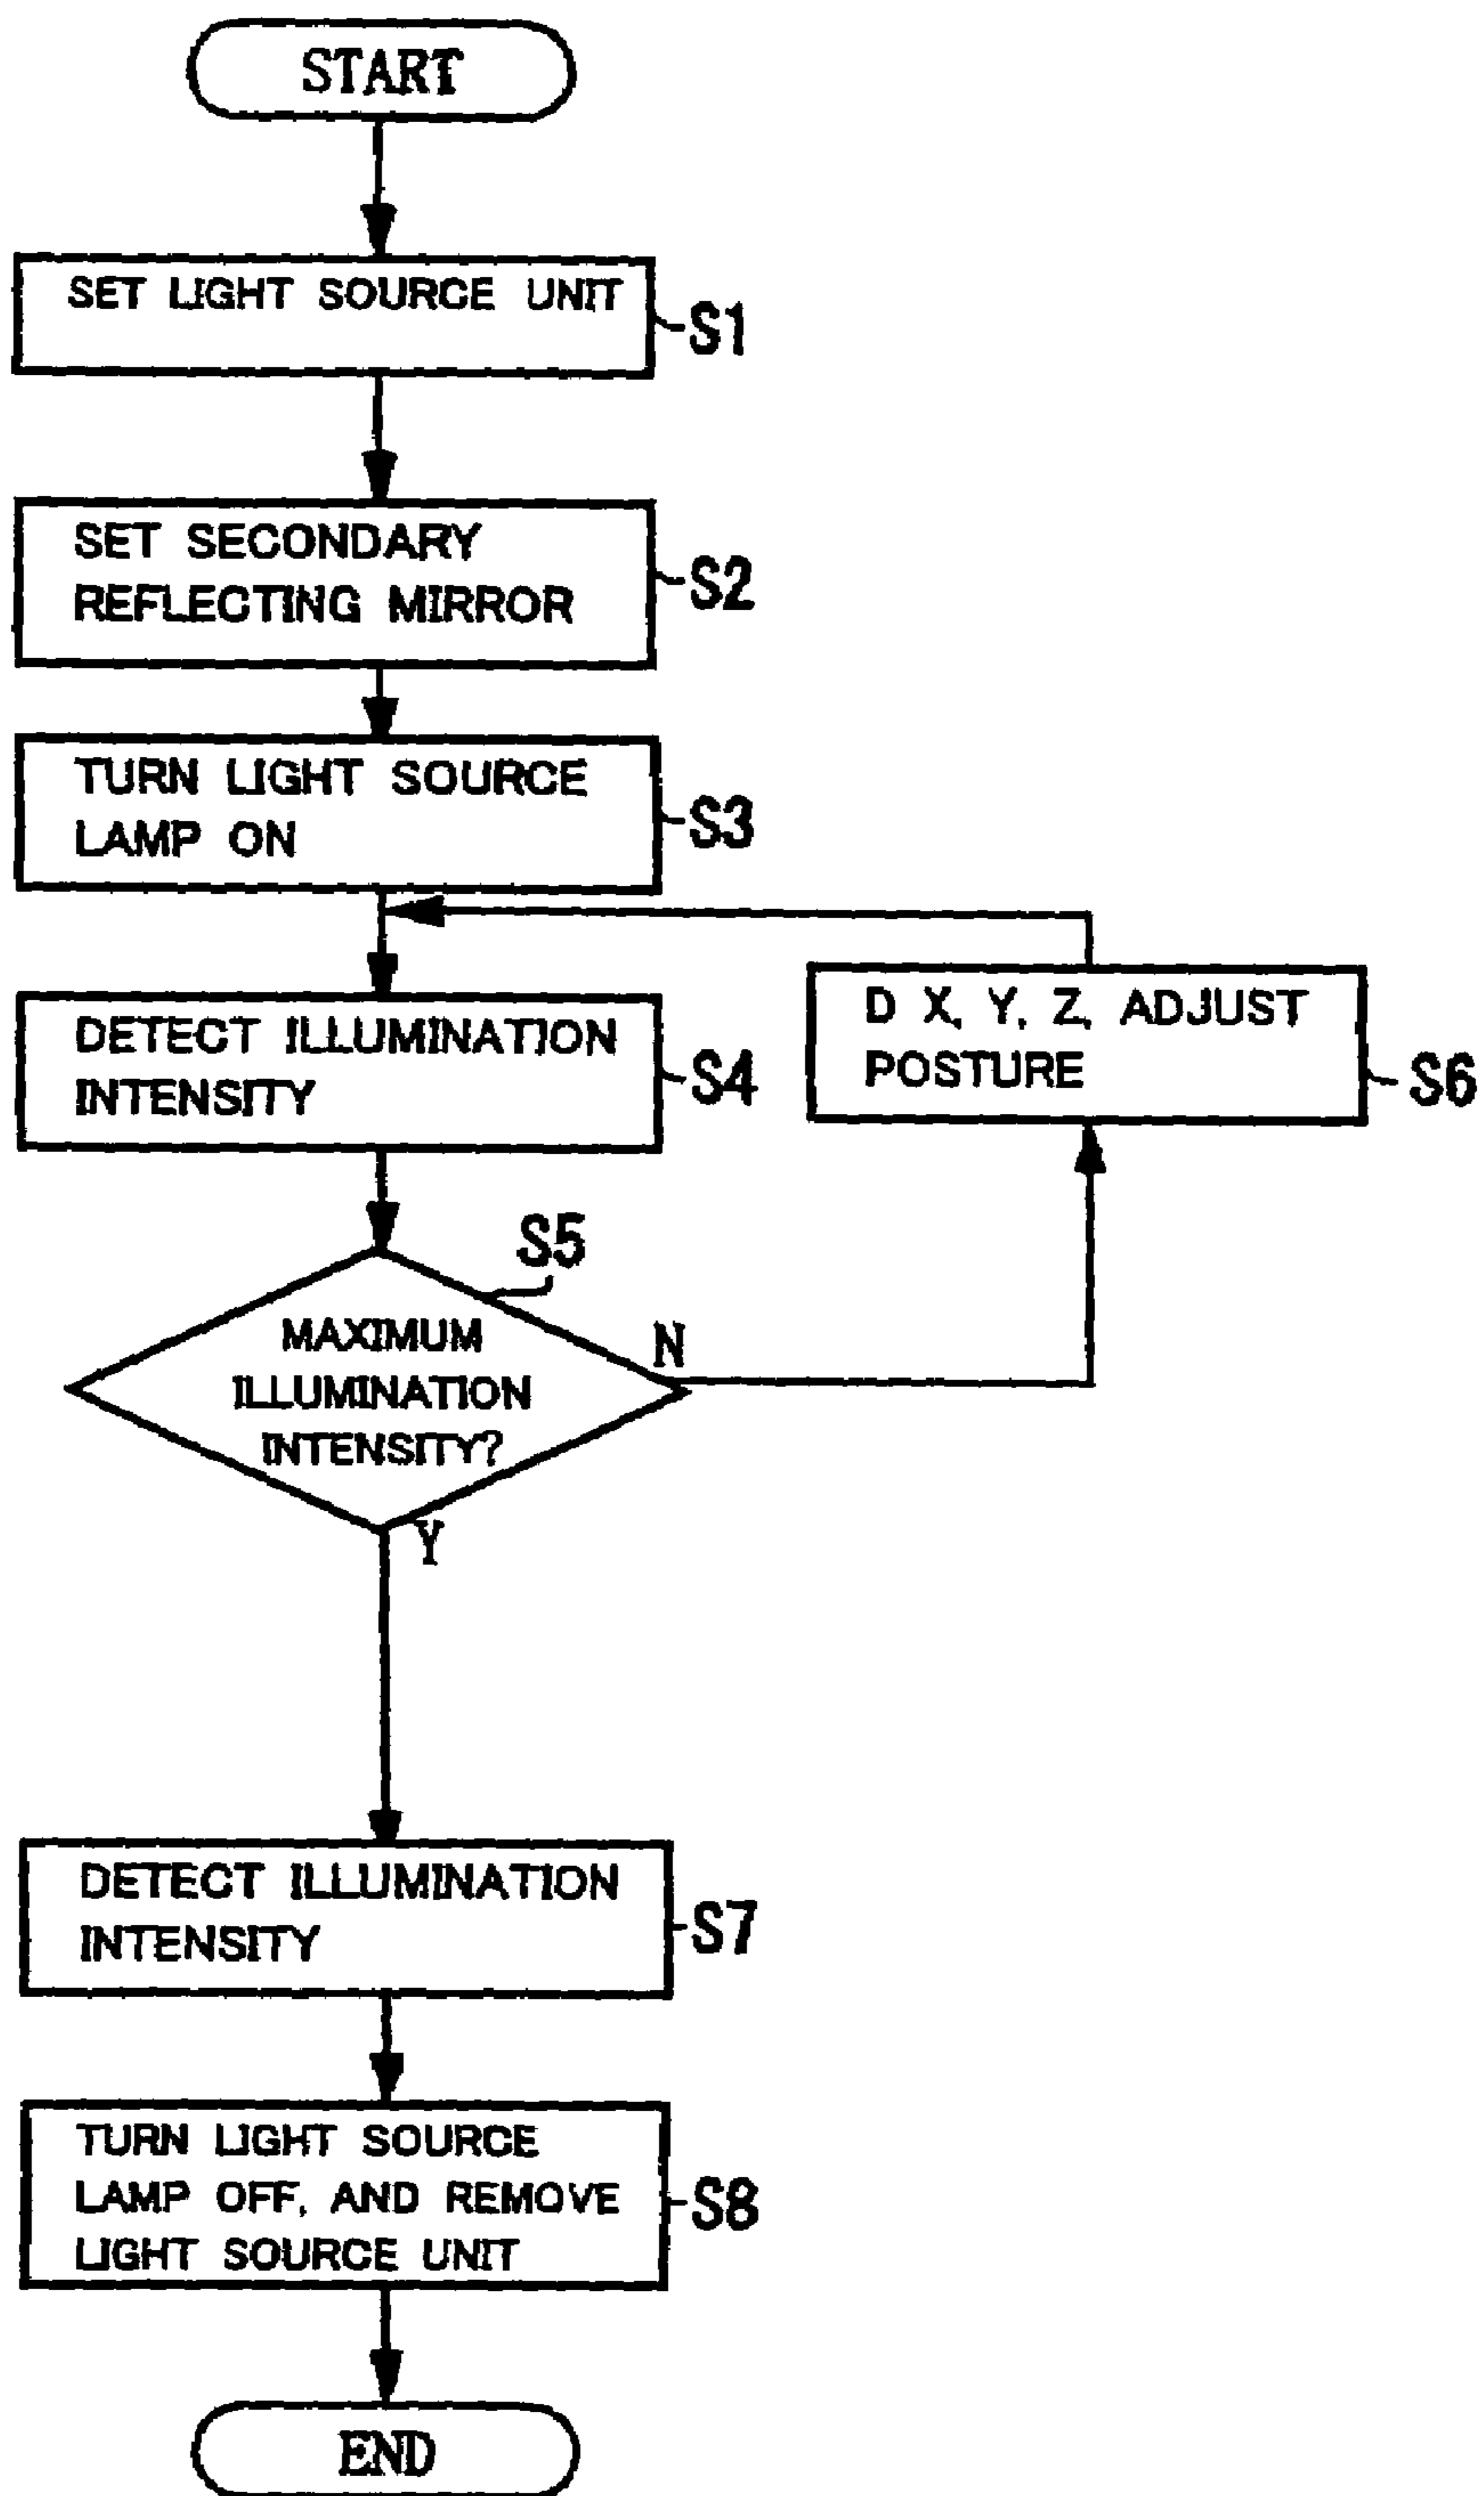 START
SET LIGHT SOURCE UNIT
S1
SET SECONDARY
REFLECTING MIRROR
S2
TURN LIGHT SOURCE
LAMP ON
S3
DETECT ILLUMINATION
INTENSITY
S4
D X, Y, Z, ADJUST
POSTURE
S6
S5
MAXIMUM
ILLUMINATION
INTENSITY?
N
Y
DETECT ILLUMINATION
INTENSITY
S7
TURN LIGHT SOURCE
LAMP OFF, AND REMOVE
LIGHT SOURCE UNIT
S8
END